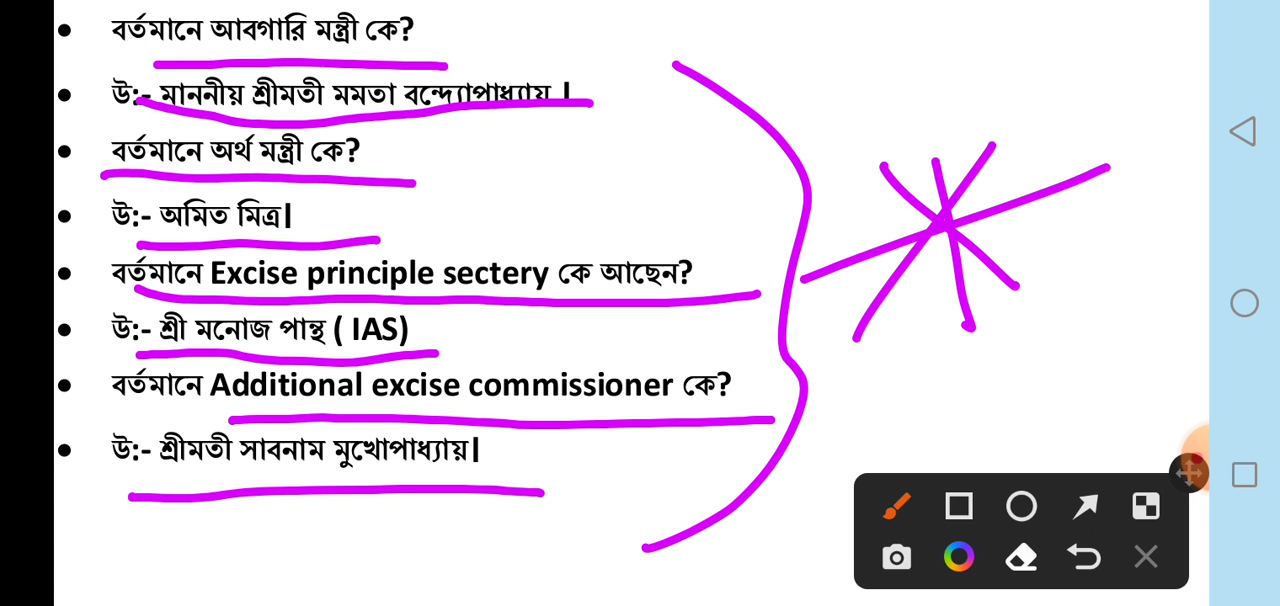 বর্তমানে আবগারি মন্ত্রী কে?
উ:- মাননীয় শ্রীমতী মমতা বন্দ্যোপাধ্যায় ।
বর্তমানে অর্থ মন্ত্রী কে?
উ:- অমিত মিত্র।
বর্তমানে Excise principle sectery কে আছেন?
উ:- শ্রী মনোজ পান্থ ( IAS)
বর্তমানে Additional excise commissioner কে?
উ:- শ্রীমতী সাবনাম মুখোপাধ্যায়।